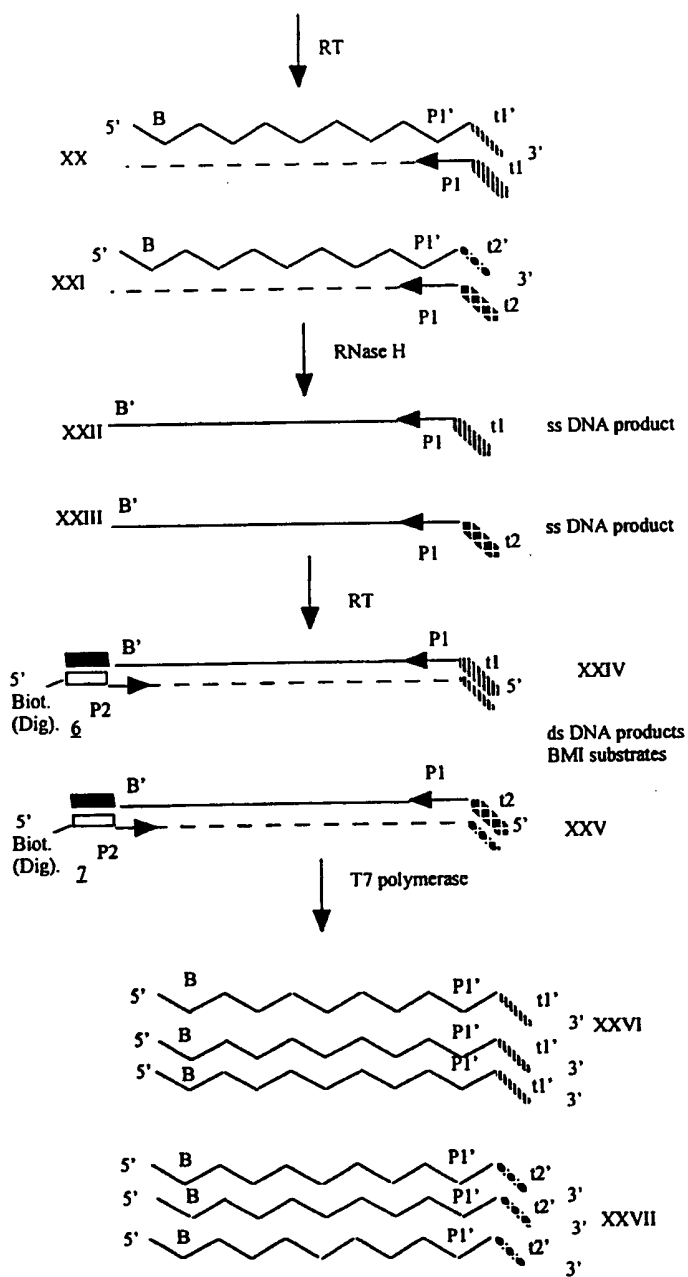 RT
5' B P1' t1'
XX 3'
P1 t1
5' B P1' t2'
XXI 3'
P1 t2
RNase H
XXII B' P1 t1 ss DNA product
XXIII B' P1 t2 ss DNA product
RT
B' P1 t1 XXIV
5' 5'
Biot.
(Dig). 6 P2
ds DNA products
BMI substrates
B' P1 t2
5' 5' XXV
Biot.
(Dig). 7 P2
T7 polymerase
5' B P1' t1' 3' XXVI
5' B P1' t1' 3'
5' B P1' t1' 3'
5' B P1' t2' 3'
5' B P1' t2' 3' XXVII
5' B P1' t2' 3'